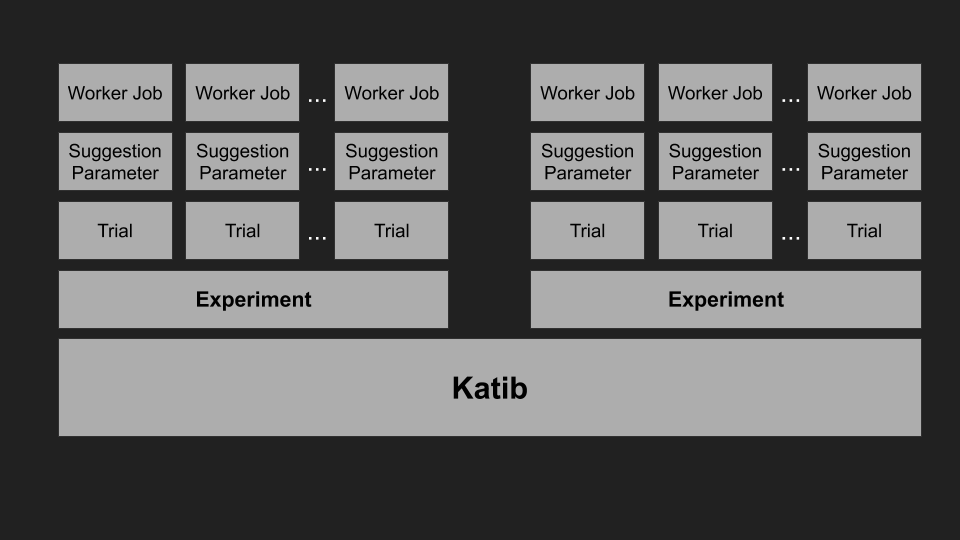 Worker Job Worker Job ... Worker Job Worker Job Worker Job ... Worker Job
Suggestion Suggestion Suggestion Suggestion Suggestion Suggestion
Parameter Parameter ... Parameter Parameter Parameter ... Parameter
Trial Trial ... Trial Trial Trial ... Trial
Experiment Experiment
Katib